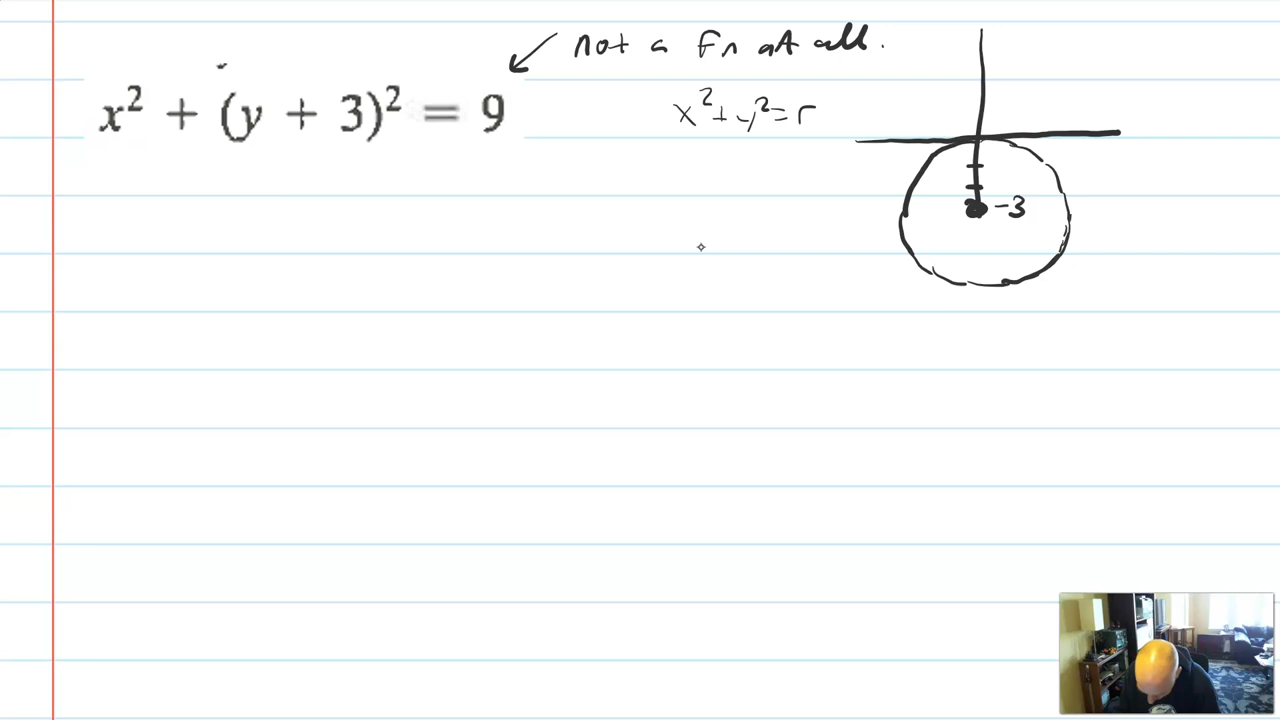 not a Fn at all.
x² + (y + 3)² = 9
x² + y² = r
-3